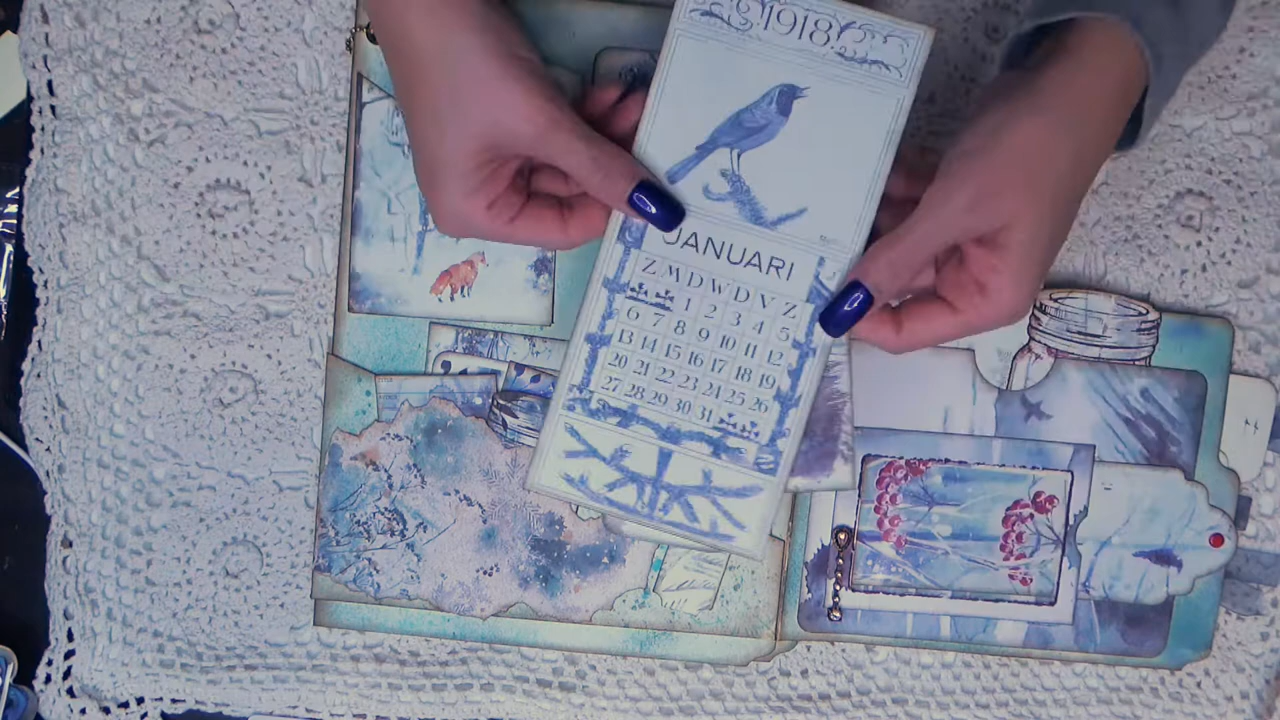 1918.
JANUARI
Z M D W D V Z
1 2 3 4 5
6 7 8 9 10 11 12
13 14 15 16 17 18 19
20 21 22 23 24 25 26
27 28 29 30 31